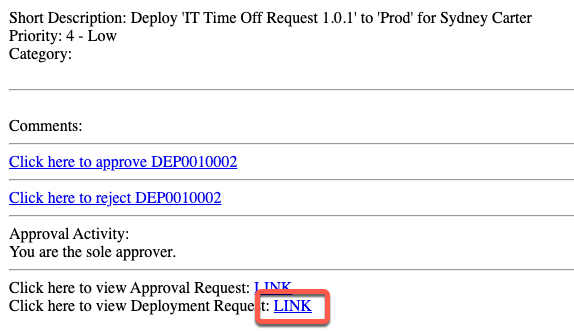 Short Description: Deploy 'IT Time Off Request 1.0.1' to 'Prod' for Sydney Carter
Priority: 4 - Low
Category:
Comments:
Click here to approve DEP0010002
Click here to reject DEP0010002
Approval Activity:
You are the sole approver.
Click here to view Approval Request: LINK
Click here to view Deployment Request: LINK